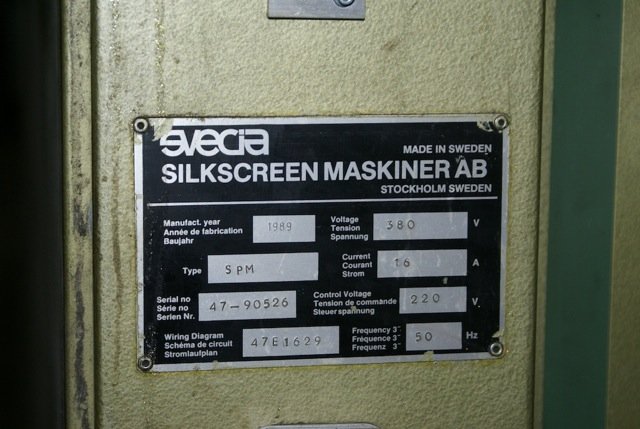 svecia
MADE IN SWEDEN
SILKSCREEN MASKINER AB
STOCKHOLM SWEDEN
Manufact. year
Année de fabrication
Baujahr
1989
Voltage
Tension
Spannung
380
V
Type
SPM
Current
Courant
Strom
16
A
Serial no
Série no
Serien Nr.
47-90526
Control Voltage
Tension de commande
Steuerspannung
220
V
Wiring Diagram
Schéma de circuit
Stromlaufplan
47E1629
Frequency 3~
Fréquence 3~
Frequenz 3~
50
Hz